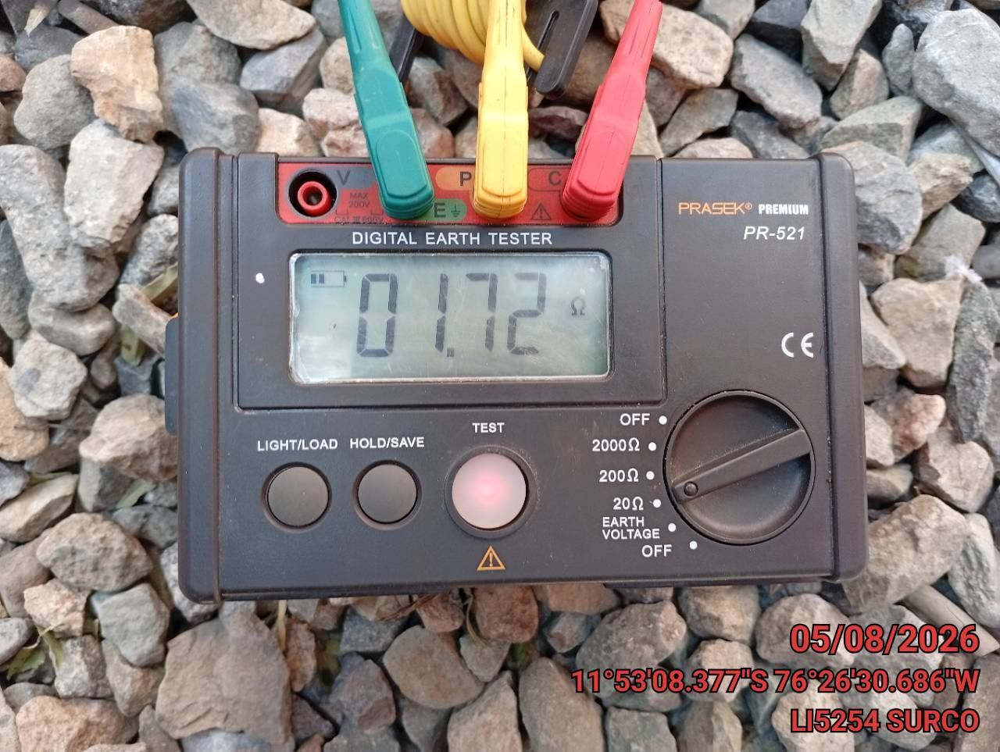 V
P
C
MAX
200V
E
DIGITAL EARTH TESTER
PRASEK® PREMIUM
PR-521
01.72 Ω
CE
LIGHT/LOAD
HOLD/SAVE
TEST
OFF
2000Ω
200Ω
20Ω
EARTH
VOLTAGE
OFF
05/08/2026
11°53'08.377"S 76°26'30.686"W
LI5254 SURCO